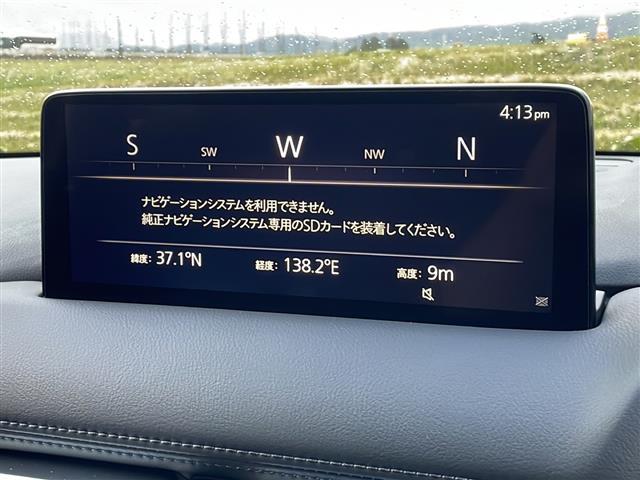 4:13pm
S SW W NW N
ナビゲーションシステムを利用できません。
純正ナビゲーションシステム専用のSDカードを装着してください。
緯度: 37.1°N 経度: 138.2°E 高度: 9m